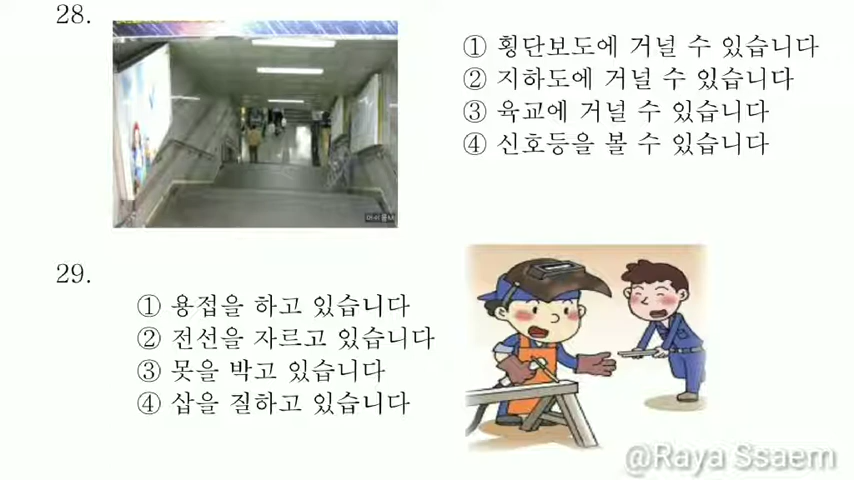 28.
① 횡단보도에 거널 수 있습니다
② 지하도에 거널 수 있습니다
③ 육교에 거널 수 있습니다
④ 신호등을 볼 수 있습니다
29.
① 용접을 하고 있습니다
② 전선을 자르고 있습니다
③ 못을 박고 있습니다
④ 삽을 질하고 있습니다
@Raya Ssaem